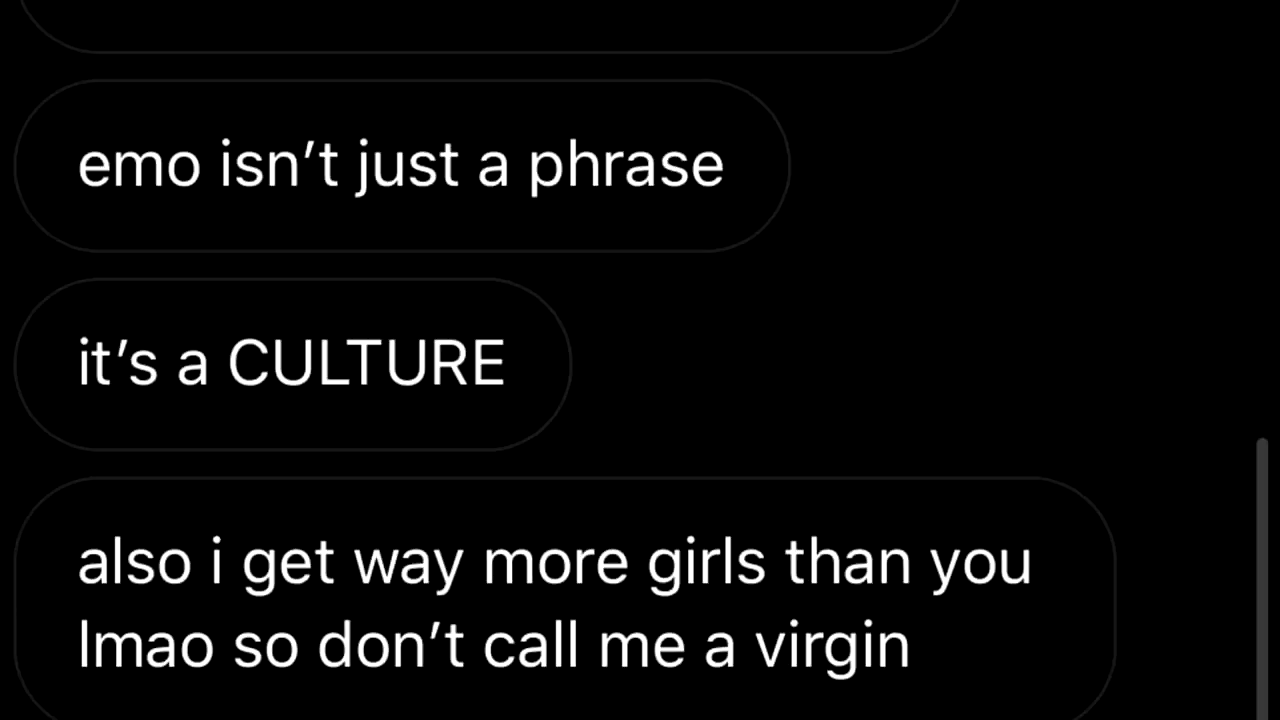 emo isn’t just a phrase
it’s a CULTURE
also i get way more girls than you
lmao so don’t call me a virgin